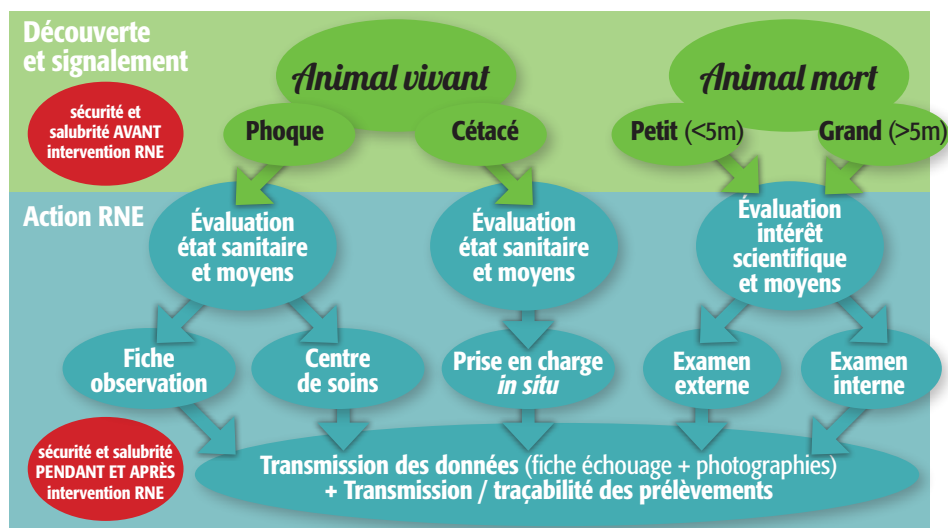 Découverte
et signalement
Animal vivant
Animal mort
sécurité et
salubrité AVANT
intervention RNE
Phoque
Cétacé
Petit (<5m)
Grand (>5m)
Action RNE
Évaluation
état sanitaire
et moyens
Évaluation
état sanitaire
et moyens
Évaluation
intérêt
scientifique
et moyens
Fiche
observation
Centre
de soins
Prise en charge
in situ
Examen
externe
Examen
interne
sécurité et salubrité
PENDANT ET APRÈS
intervention RNE
Transmission des données (fiche échouage + photographies)
+ Transmission / traçabilité des prélèvements